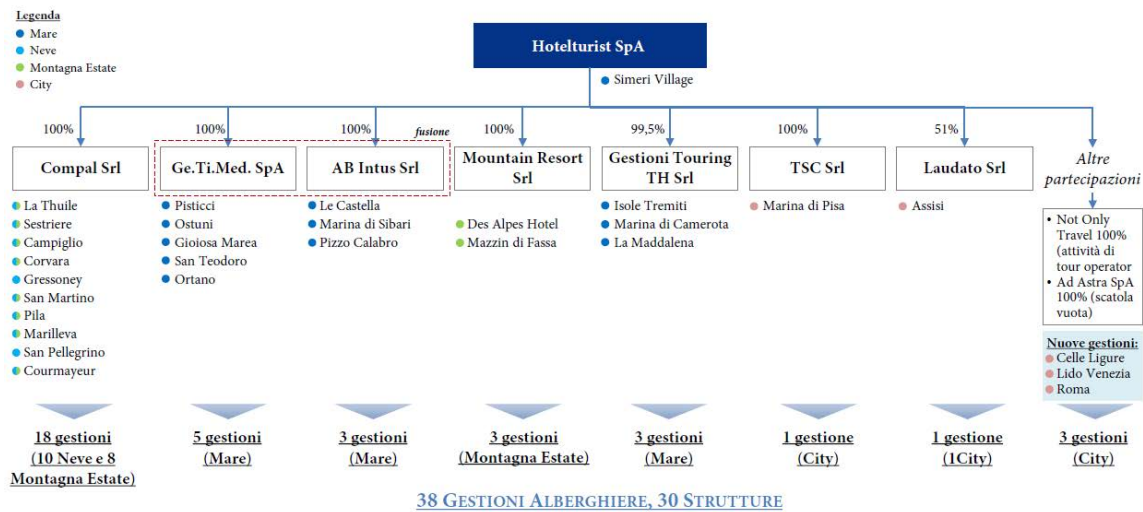 Legenda
Mare
Neve
Montagna Estate
City
Hotelturist SpA
Simeri Village
100%
100%
100%
fusione
100%
99,5%
100%
51%
Compal Srl
Ge.Ti.Med. SpA
AB Intus Srl
Mountain Resort
Srl
Gestioni Touring
TH Srl
TSC Srl
Laudato Srl
Altre
partecipazioni
La Thuile
Sestriere
Campiglio
Corvara
Gressoney
San Martino
Pila
Marilleva
San Pellegrino
Courmayeur
Pisticci
Ostuni
Gioiosa Marea
San Teodoro
Ortano
Le Castella
Marina di Sibari
Pizzo Calabro
Des Alpes Hotel
Mazzin di Fassa
Isole Tremiti
Marina di Camerota
La Maddalena
Marina di Pisa
Assisi
• Not Only
Travel 100%
(attività di
tour operator
• Ad Astra SpA
100% (scatola
vuota)
Nuove gestioni:
Celle Ligure
Lido Venezia
Roma
18 gestioni
(10 Neve e 8
Montagna Estate)
5 gestioni
(Mare)
3 gestioni
(Mare)
3 gestioni
(Montagna Estate)
3 gestioni
(Mare)
1 gestione
(City)
1 gestione
(1City)
3 gestioni
(City)
38 GESTIONI ALBERGHIERE, 30 STRUTTURE